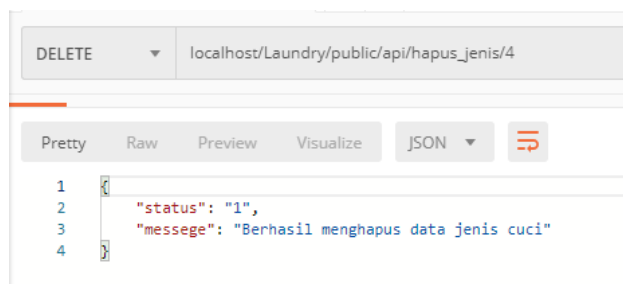 DELETE localhost/Laundry/public/api/hapus_jenis/4
Pretty Raw Preview Visualize JSON
1 {
2 "status": "1",
3 "messege": "Berhasil menghapus data jenis cuci"
4 }